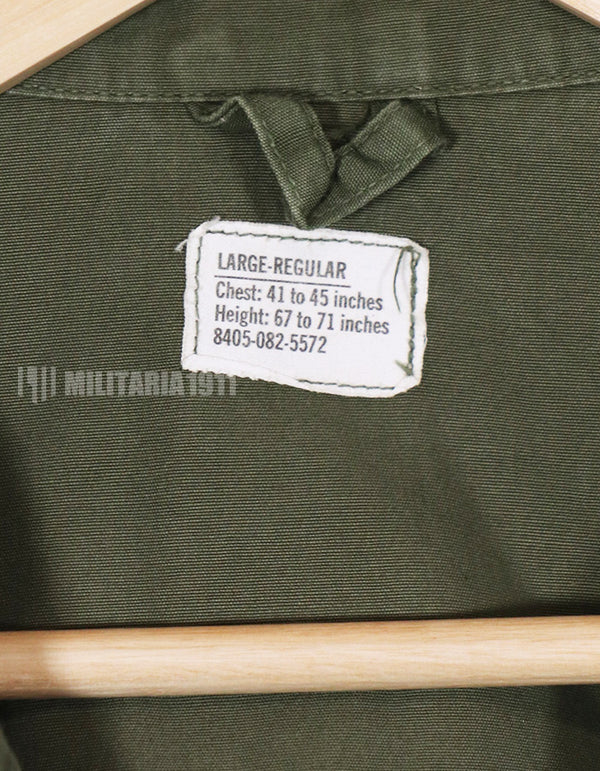 LARGE-REGULAR
Chest: 41 to 45 inches
Height: 67 to 71 inches
8405-082-5572
MILITARIA1911